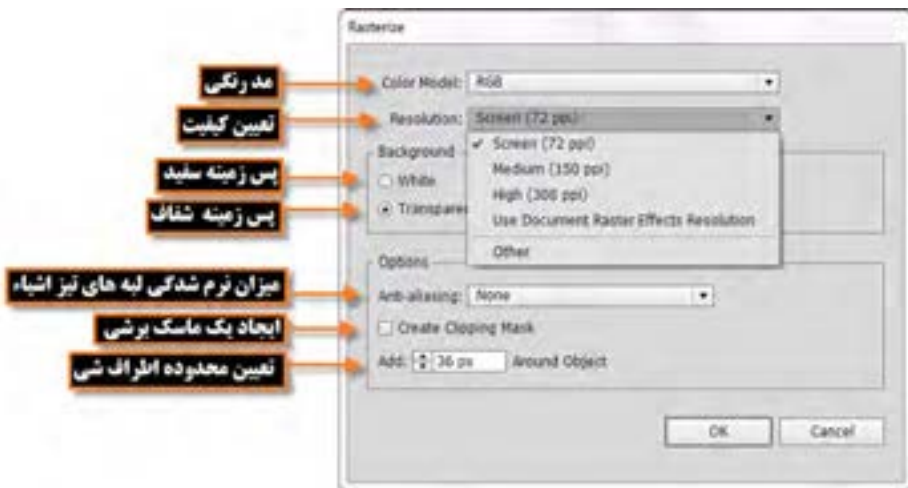 Rasterize
مد رنگی
Color Model: RGB
تعیین کیفیت
Resolution: Screen (72 ppi)
✔ Screen (72 ppi)
Medium (150 ppi)
High (300 ppi)
Use Document Raster Effects Resolution
Other
Background
پس زمینه سفید
White
پس زمینه شفاف
Transpare
Options
میزان نرم شدگی لبه های تیز اشیاء
Anti-aliasing: None
ایجاد یک ماسک برشی
Create Clipping Mask
تعیین محدوده اطراف شی
Add: 36 px Around Object
OK Cancel